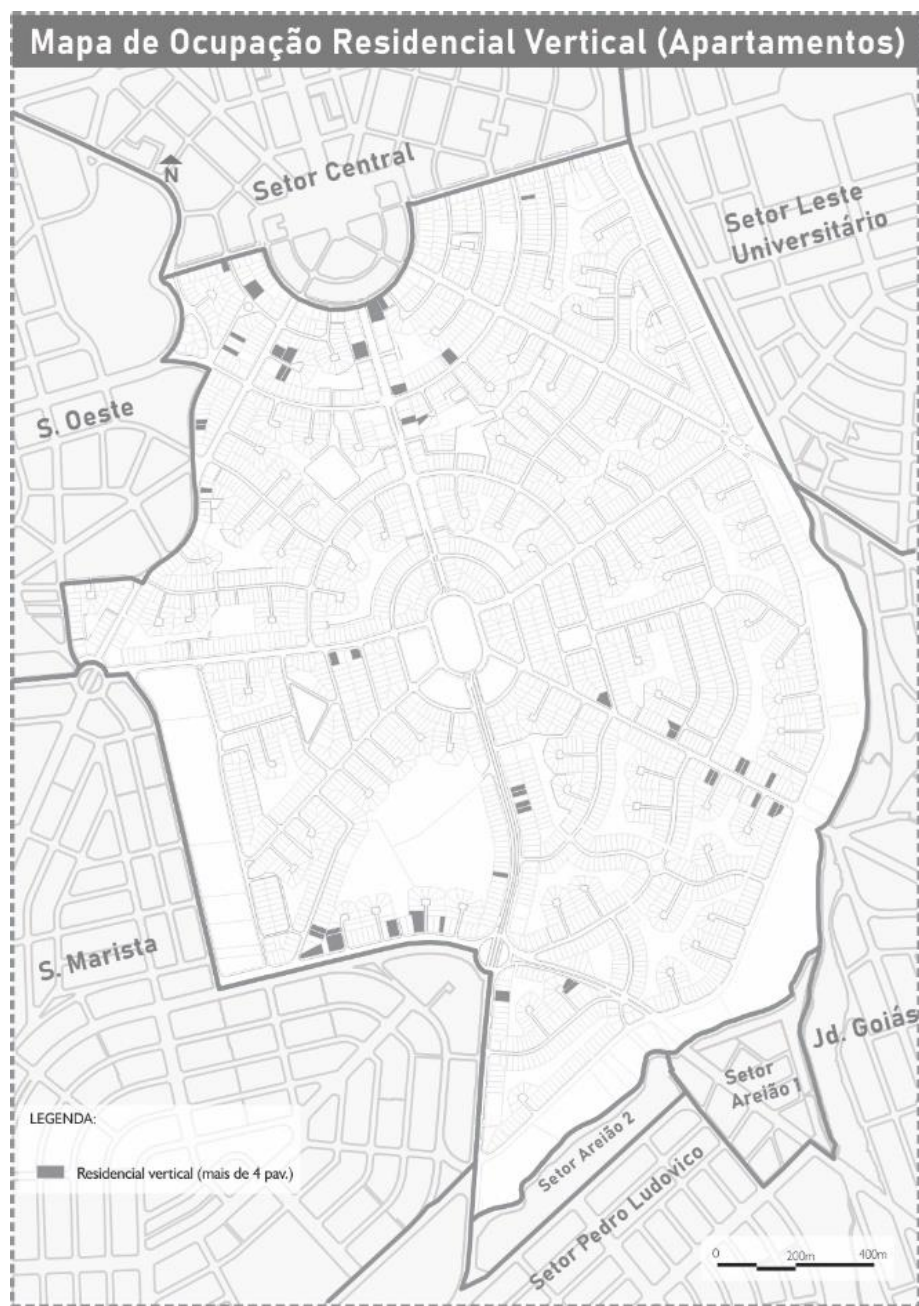 Mapa de Ocupação Residencial Vertical (Apartamentos)
N
Setor Central
Setor Leste
Universitário
S. Oeste
S. Marista
Jd. Goiás
Setor
Areião 1
Setor Areião 2
Setor Pedro Ludovico
LEGENDA:
Residencial vertical (mais de 4 pav.)
0 200m 400m